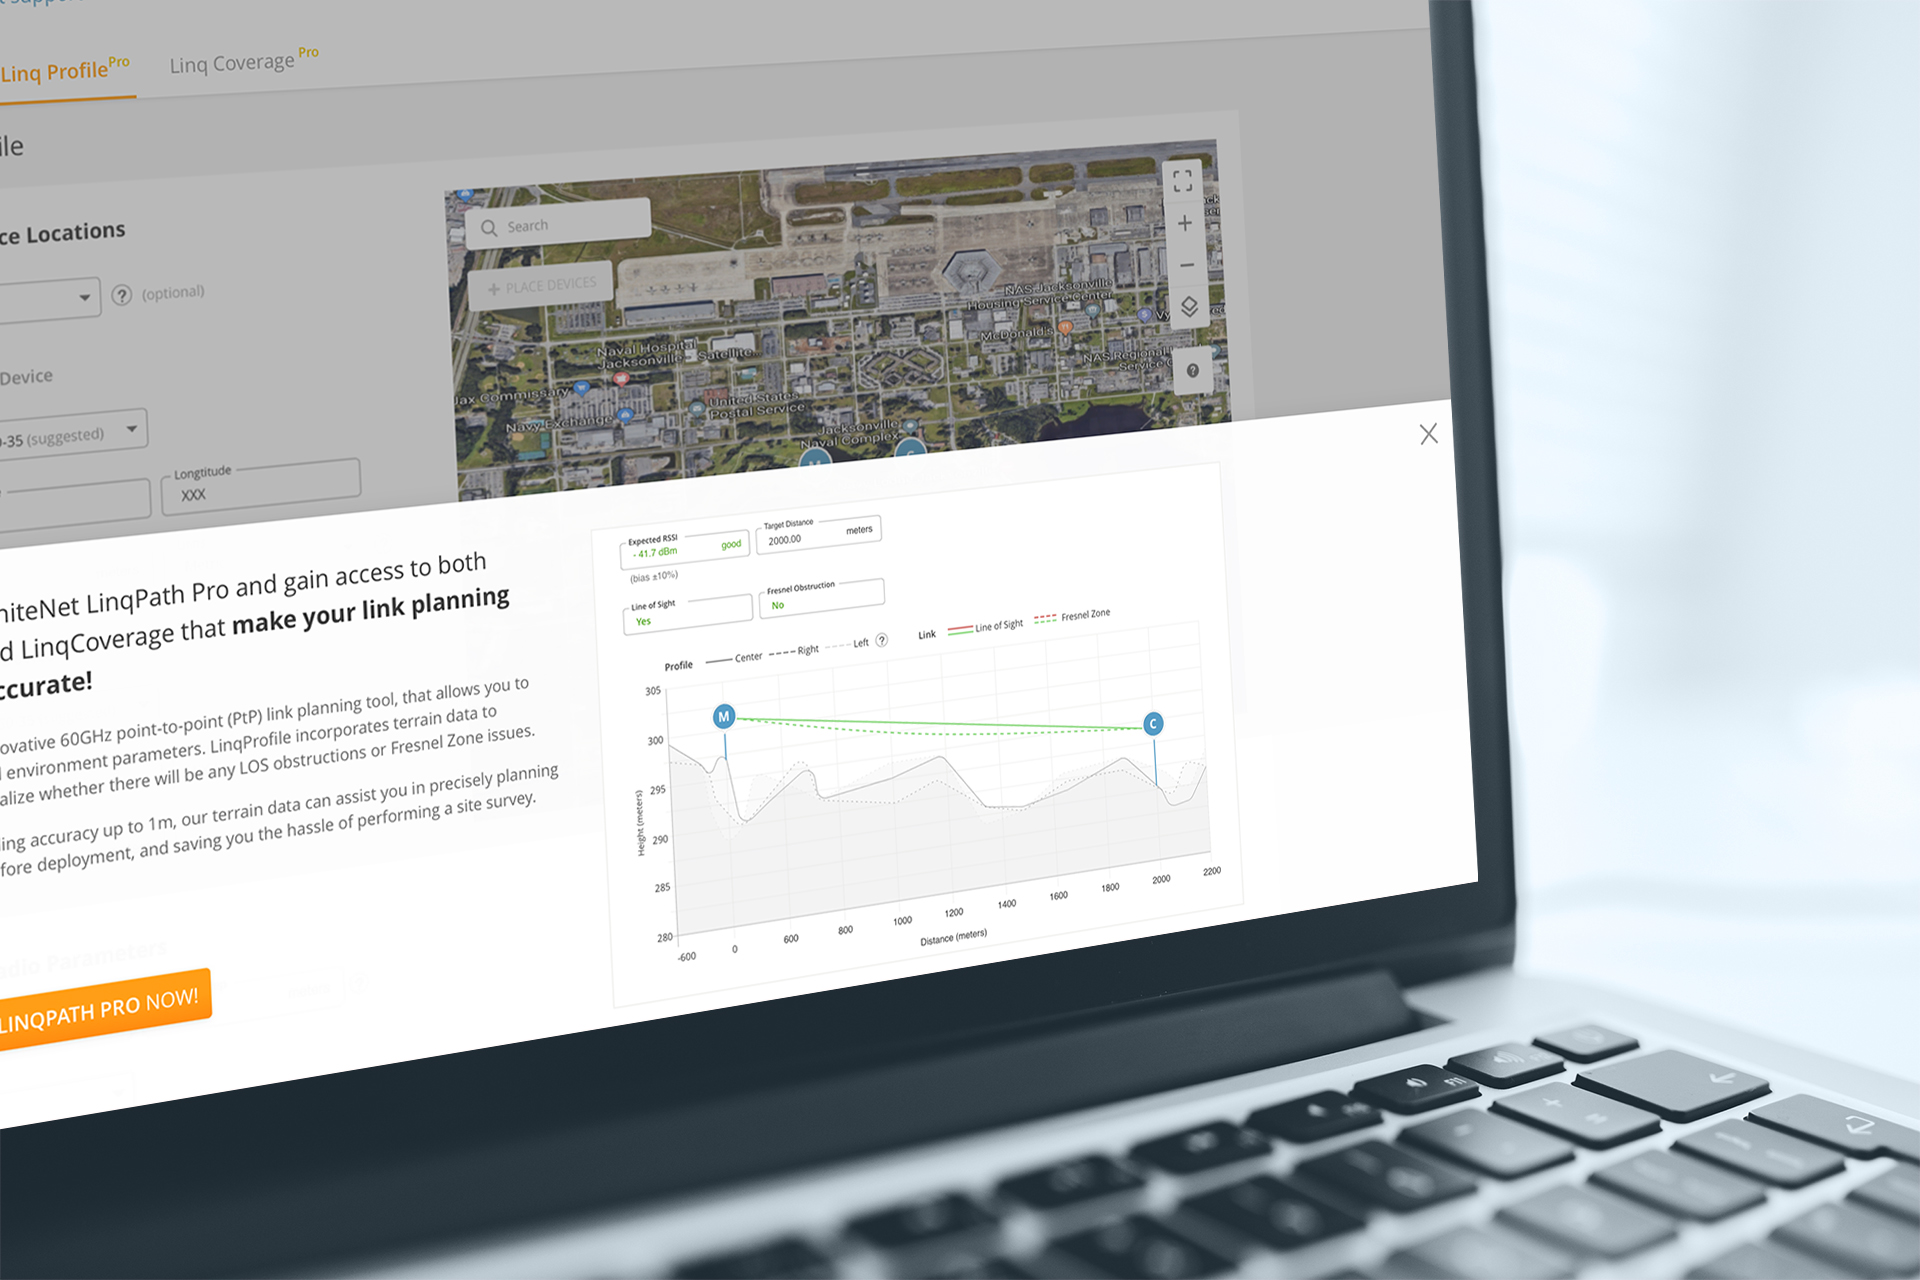 Linq Profile Pro
Linq Coverage Pro
ile
ce Locations
(optional)
Device
-35 (suggested)
Longtitude
XXX
Search
+ PLACE DEVICES
NAS Jacksonville
Housing Service Center
McDonald's
NAS Regional
Service C
Naval Hospital
Jacksonville - Satellite...
Jax Commissary
United States
Postal Service
Navy Exchange
Jacksonville
Naval Complex
niteNet LinqPath Pro and gain access to both
d LinqCoverage that make your link planning
ccurate!
ovative 60GHz point-to-point (PtP) link planning tool, that allows you to
l environment parameters. LinqProfile incorporates terrain data to
alize whether there will be any LOS obstructions or Fresnel Zone issues.
ing accuracy up to 1m, our terrain data can assist you in precisely planning
fore deployment, and saving you the hassle of performing a site survey.
LINQPATH PRO NOW!
Expected RSSI
- 41.7 dBm good
(bias ±10%)
Target Distance
2000.00 meters
Line of Sight
Yes
Fresnel Obstruction
No
Profile Center Right Left ?
Link Line of Sight Fresnel Zone
305
300
295
290
285
280
Height (meters)
M
C
-600 0 600 800 1000 1200 1400 1600 1800 2000 2200
Distance (meters)
F11